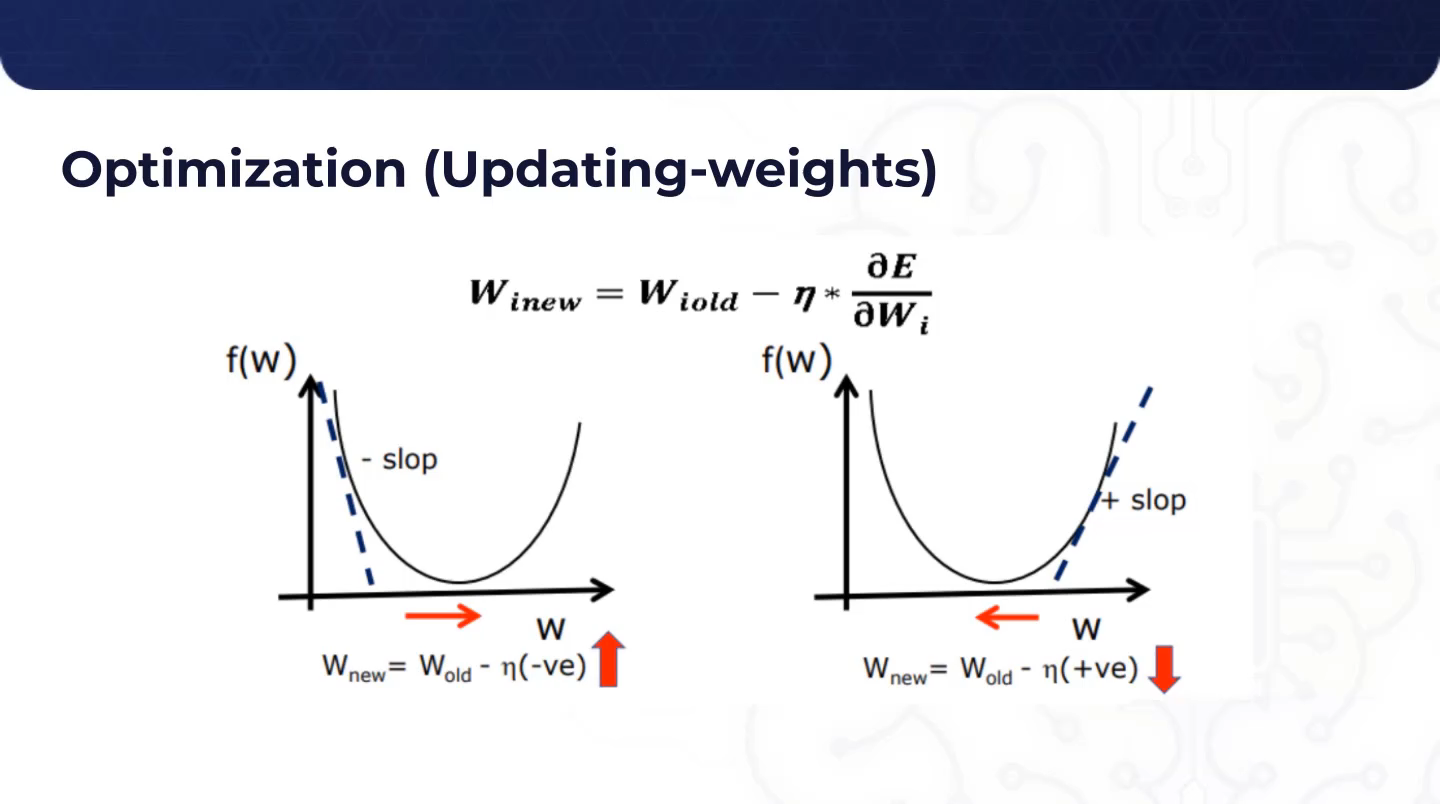 Optimization (Updating-weights)
W_inew = W_iold − η * ∂E/∂W_i
f(w)
f(w)
- slop
+ slop
w
w
W_new= W_old - η(-ve)
W_new= W_old - η(+ve)